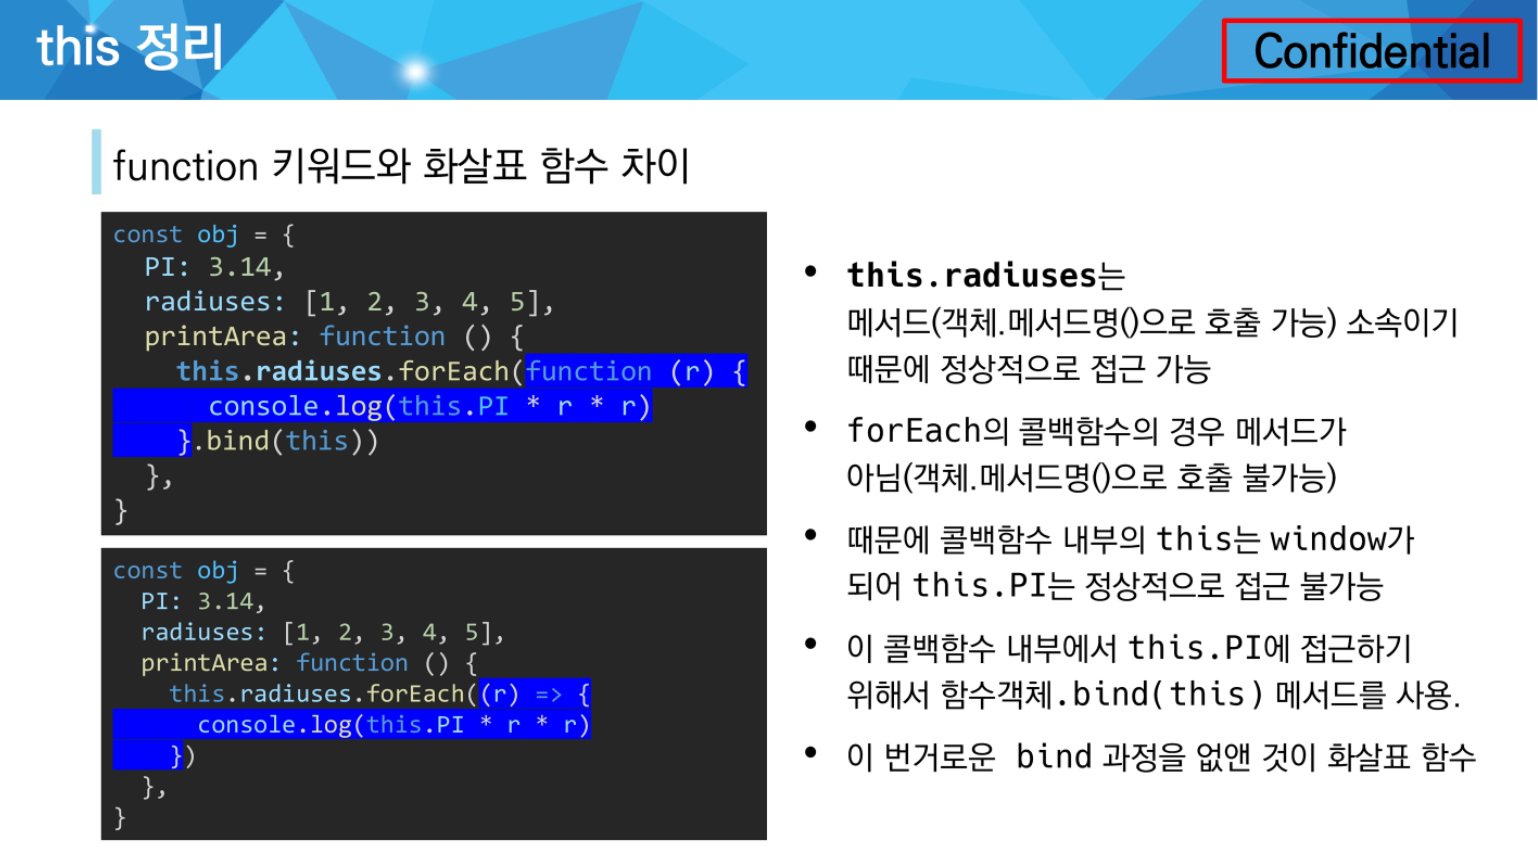 this 정리
Confidential
function 키워드와 화살표 함수 차이
const obj = {
  PI: 3.14,
  radiuses: [1, 2, 3, 4, 5],
  printArea: function () {
    this.radiuses.forEach(function (r) {
      console.log(this.PI * r * r)
    }.bind(this))
  },
}
const obj = {
  PI: 3.14,
  radiuses: [1, 2, 3, 4, 5],
  printArea: function () {
    this.radiuses.forEach((r) => {
      console.log(this.PI * r * r)
    })
  },
}
• this.radiuses는
메서드(객체.메서드명()으로 호출 가능) 소속이기
때문에 정상적으로 접근 가능
• forEach의 콜백함수의 경우 메서드가
아님(객체.메서드명()으로 호출 불가능)
• 때문에 콜백함수 내부의 this는 window가
되어 this.PI는 정상적으로 접근 불가능
• 이 콜백함수 내부에서 this.PI에 접근하기
위해서 함수객체.bind(this) 메서드를 사용.
• 이 번거로운 bind 과정을 없앤 것이 화살표 함수